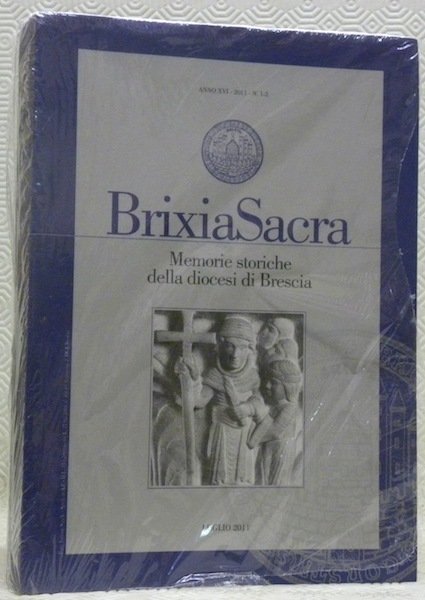 ANNO XVI - 2011 - N. 1-2
BrixiaSacra
Memorie storiche
della diocesi di Brescia
LUGLIO 2011